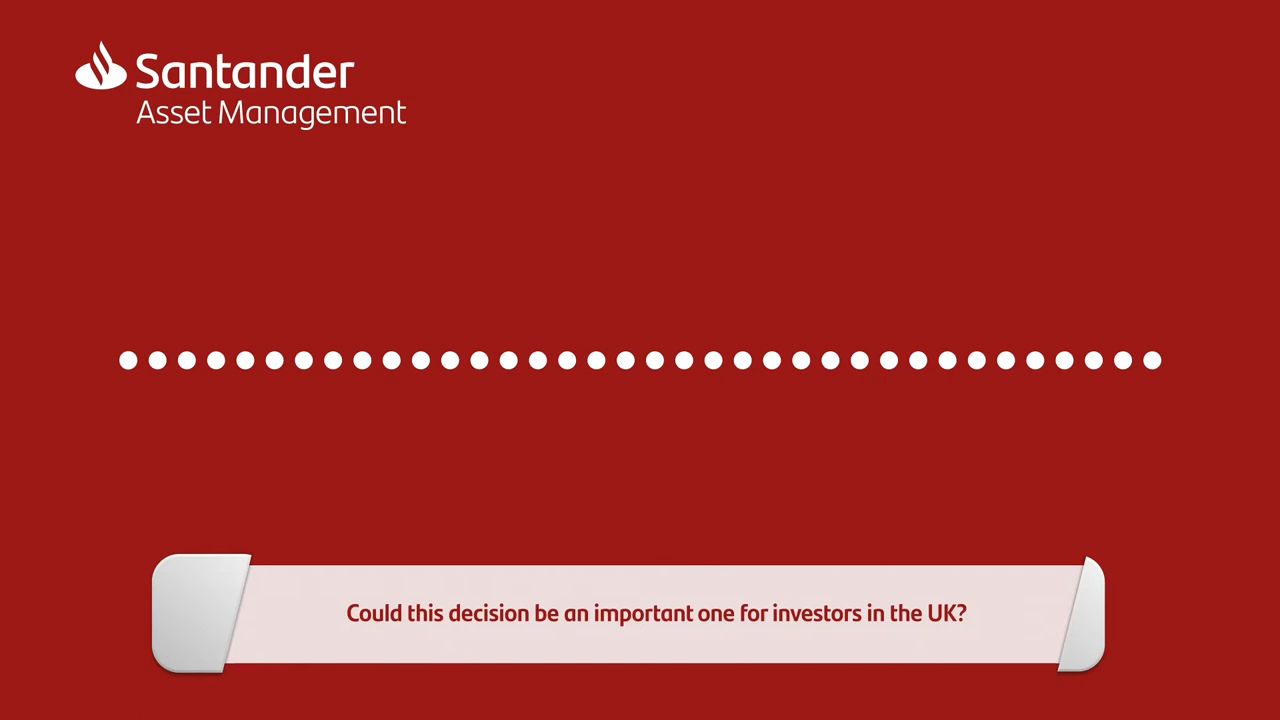 Santander
Asset Management
Could this decision be an important one for investors in the UK?